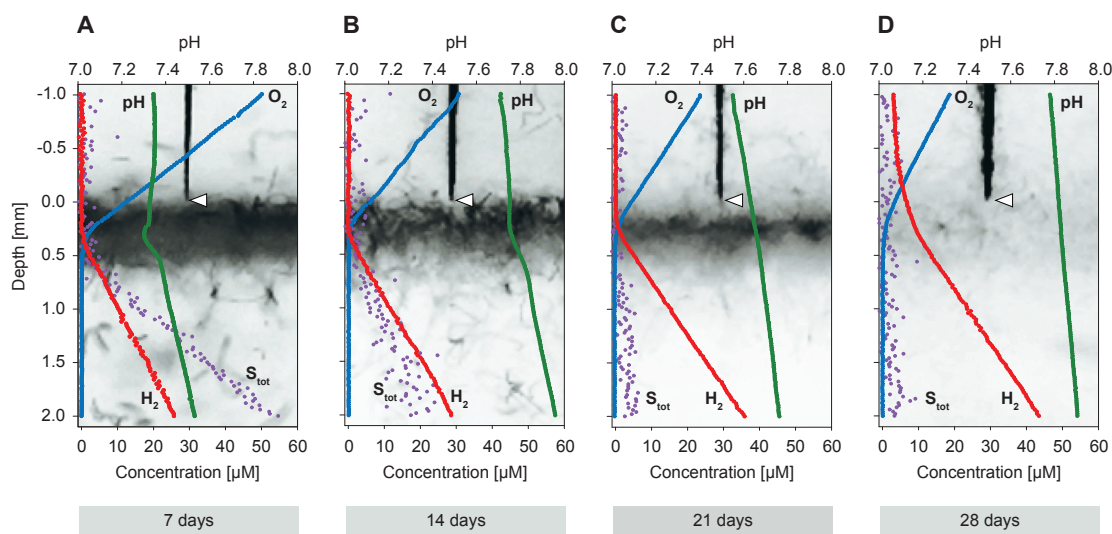 A B C D
pH pH pH pH
7.0 7.2 7.4 7.6 7.8 8.0 7.0 7.2 7.4 7.6 7.8 8.0 7.0 7.2 7.4 7.6 7.8 8.0 7.0 7.2 7.4 7.6 7.8 8.0
-1.0 pH O₂ O₂ pH O₂ pH O₂ pH
-0.5
0.0
0.5
1.0
1.5
2.0
Depth [mm]
S tot H₂ S tot H₂ S tot H₂ S tot H₂
0 10 20 30 40 50 60 0 10 20 30 40 50 60 0 10 20 30 40 50 60 0 10 20 30 40 50 60
Concentration [µM] Concentration [µM] Concentration [µM] Concentration [µM]
7 days 14 days 21 days 28 days